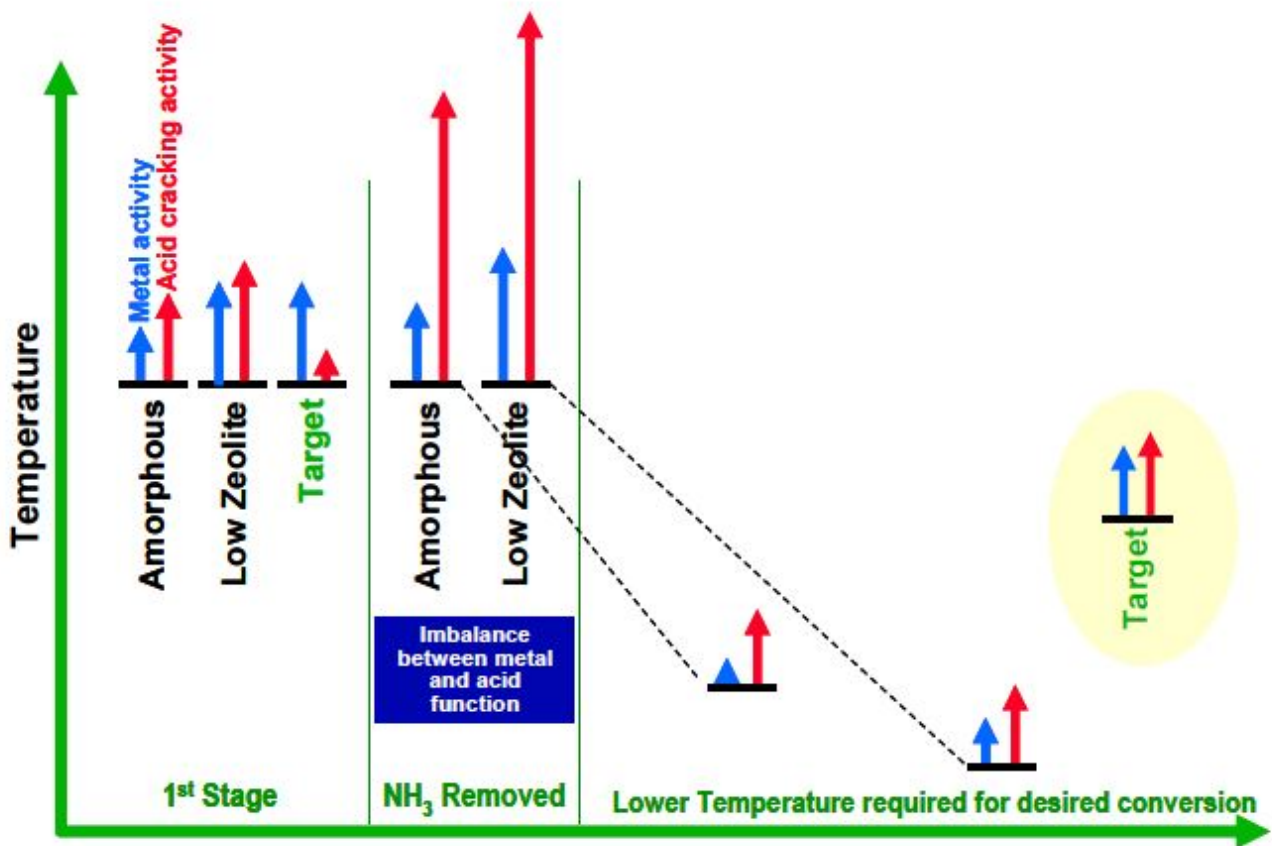 Temperature
Metal activity
Acid cracking activity
Amorphous
Low Zeolite
Target
Amorphous
Low Zeolite
Imbalance
between metal
and acid
function
Target
1st Stage
NH3 Removed
Lower Temperature required for desired conversion